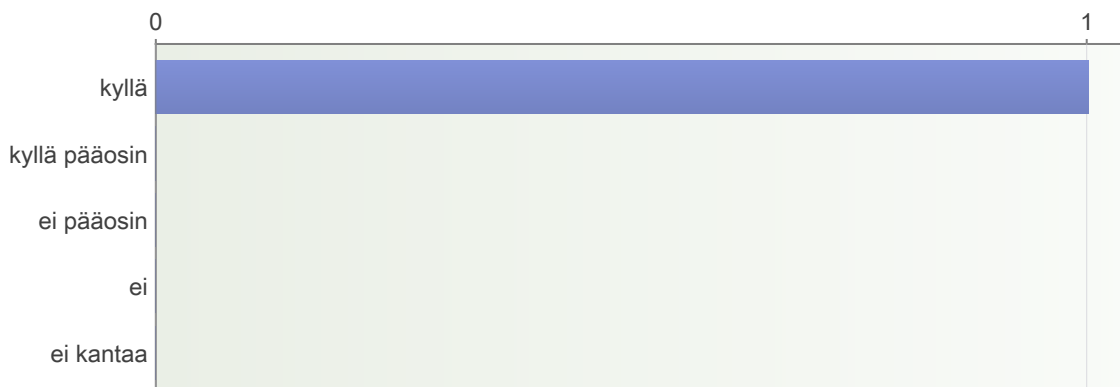 0 1
kyllä
kyllä pääosin
ei pääosin
ei
ei kantaa